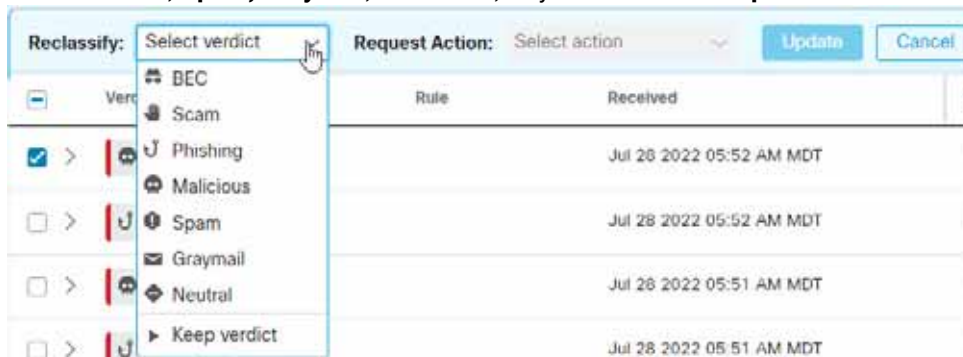 Reclassify: Select verdict Request Action: Select action Update Cancel
Rule Received
BEC
Scam
Phishing Jul 28 2022 05:52 AM MDT
Malicious
Spam Jul 28 2022 05:52 AM MDT
Graymail
Neutral Jul 28 2022 05:51 AM MDT
Keep verdict
Jul 28 2022 05:51 AM MDT